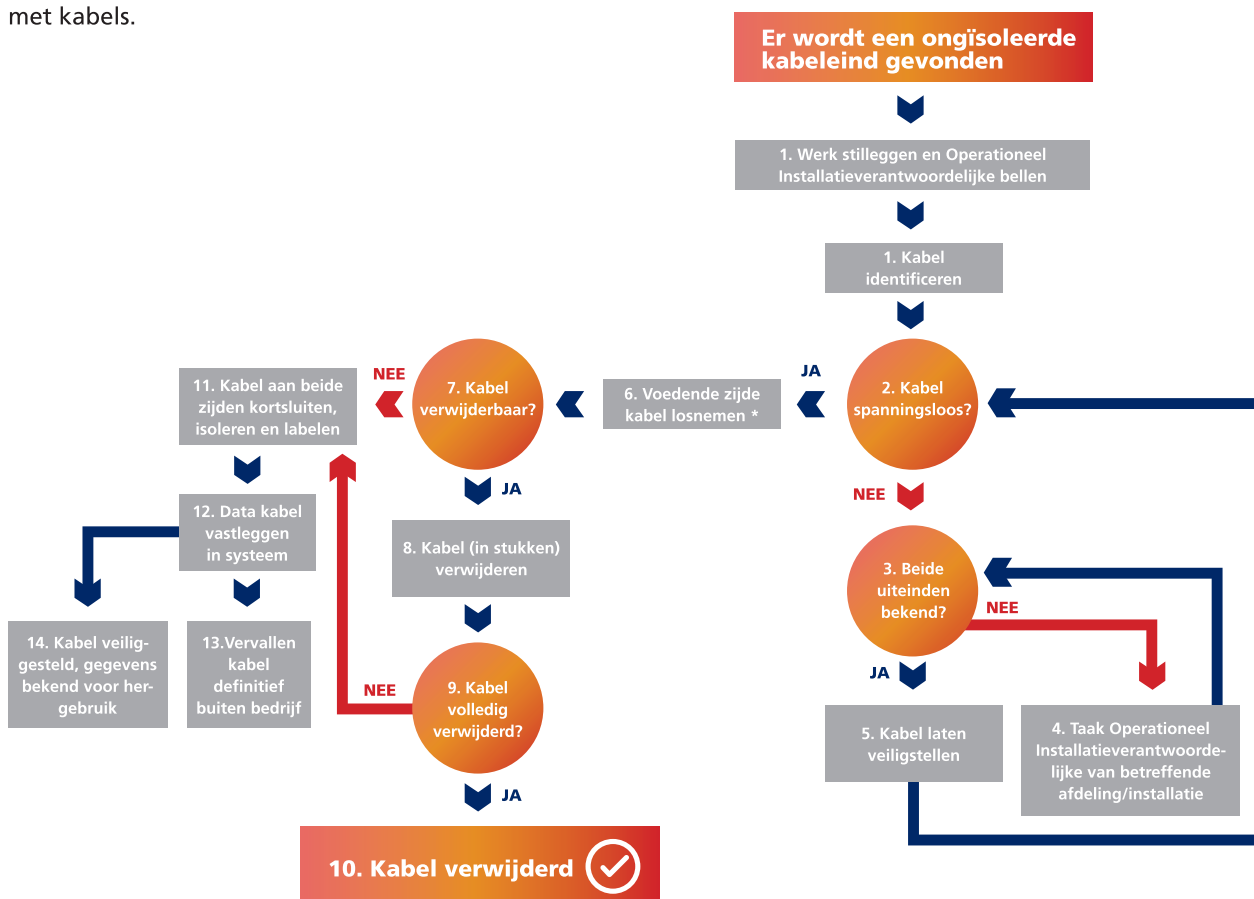 met kabels.
Er wordt een ongïsoleerde
kabeleind gevonden
1. Werk stilleggen en Operationeel
Installatieverantwoordelijke bellen
1. Kabel
identificeren
2. Kabel
spanningsloos?
JA
6. Voedende zijde
kabel losnemen *
7. Kabel
verwijderbaar?
NEE
11. Kabel aan beide
zijden kortsluiten,
isoleren en labelen
12. Data kabel
vastleggen
in systeem
14. Kabel veilig-
gesteld, gegevens
bekend voor her-
gebruik
13.Vervallen
kabel
definitief
buiten bedrijf
JA
8. Kabel (in stukken)
verwijderen
9. Kabel
volledig
verwijderd?
NEE
JA
10. Kabel verwijderd
NEE
3. Beide
uiteinden
bekend?
NEE
JA
5. Kabel laten
veiligstellen
4. Taak Operationeel
Installatieverantwoorde-
lijke van betreffende
afdeling/installatie